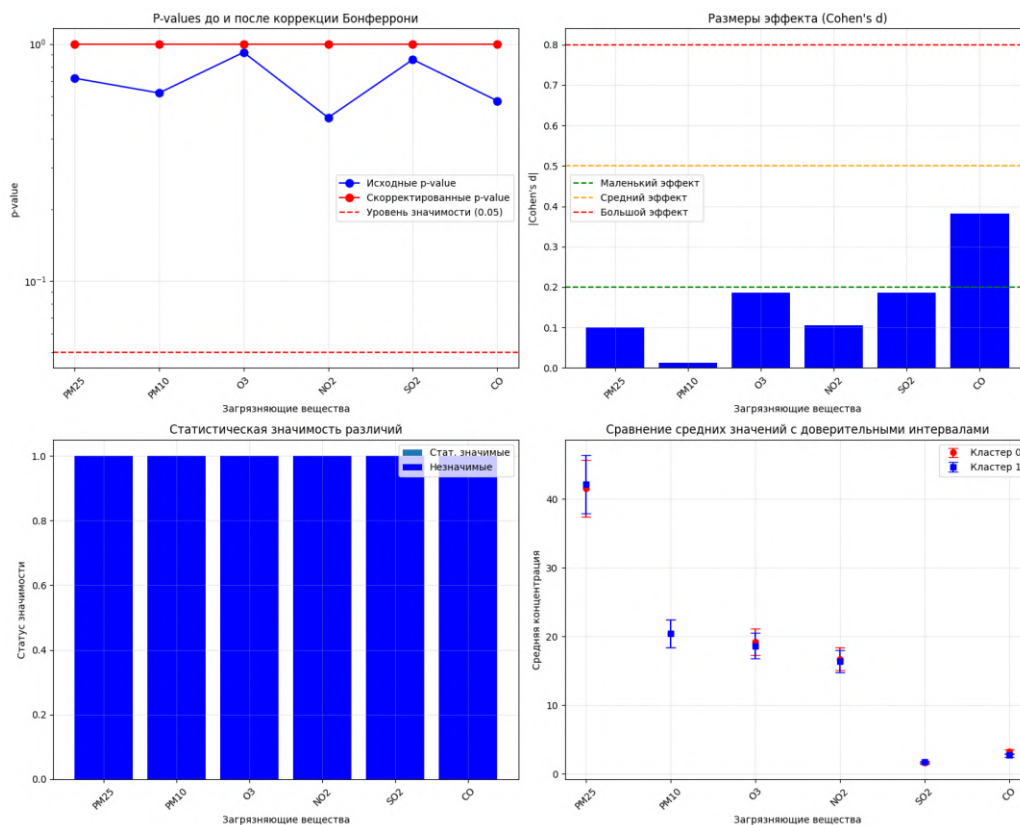 P-values до и после коррекции Бонферрони
10⁰
10⁻¹
p-value
Исходные p-value
Скорректированные p-value
Уровень значимости (0.05)
PM25
PM10
O3
NO2
SO2
CO
Загрязняющие вещества
Размеры эффекта (Cohen's d)
0.8
0.7
0.6
0.5
0.4
0.3
0.2
0.1
0.0
|Cohen's d|
Маленький эффект
Средний эффект
Большой эффект
PM25
PM10
O3
NO2
SO2
CO
Загрязняющие вещества
Статистическая значимость различий
1.0
0.8
0.6
0.4
0.2
0.0
Статус значимости
Стат. значимые
Незначимые
PM25
PM10
O3
NO2
SO2
CO
Загрязняющие вещества
Сравнение средних значений с доверительными интервалами
40
30
20
10
0
Средняя концентрация
Кластер 0
Кластер 1
PM25
PM10
O3
NO2
SO2
CO
Загрязняющие вещества